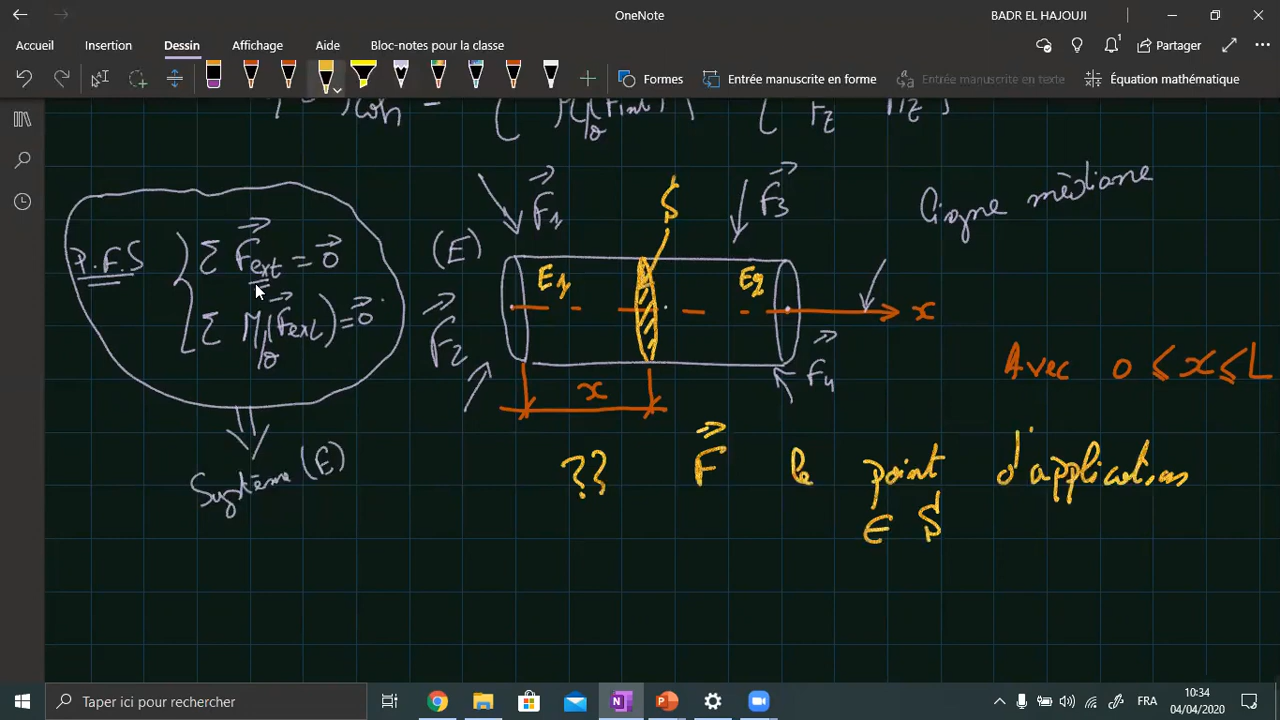 OneNote
BADR EL HAJOUJI
Accueil Insertion Dessin Affichage Aide Bloc-notes pour la classe
Partager
Formes Entrée manuscrite en forme Entrée manuscrite en texte Équation mathématique
Fz
F⃗1 S F⃗3 Ligne médiane
P.F.S { Σ F⃗ext = 0⃗
(E) E1 E2
Σ M/o(F⃗ext) = 0⃗
F⃗2 x
F⃗4 Avec 0 ≤ x ≤ L
x
Système (E)
?? F⃗ le point d'application
∈ S
Taper ici pour rechercher
FRA
10:34
04/04/2020